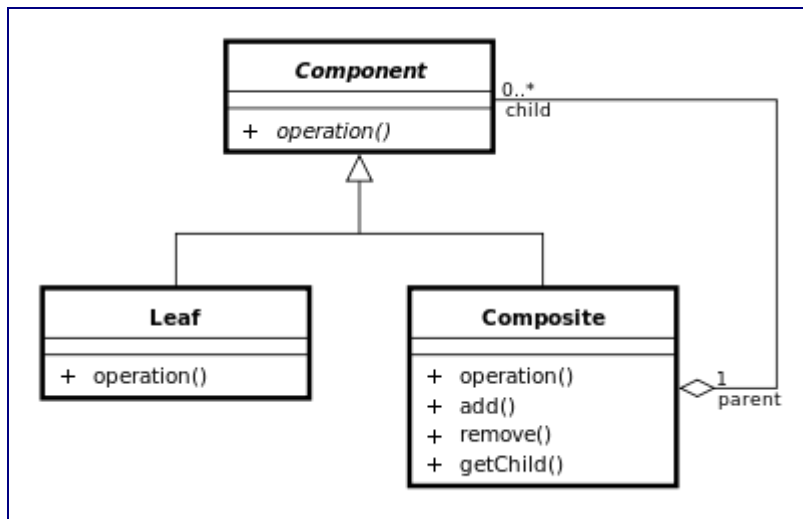 Component
0..*
child
+ operation()
Leaf
+ operation()
Composite
+ operation()
+ add()
+ remove()
+ getChild()
1
parent